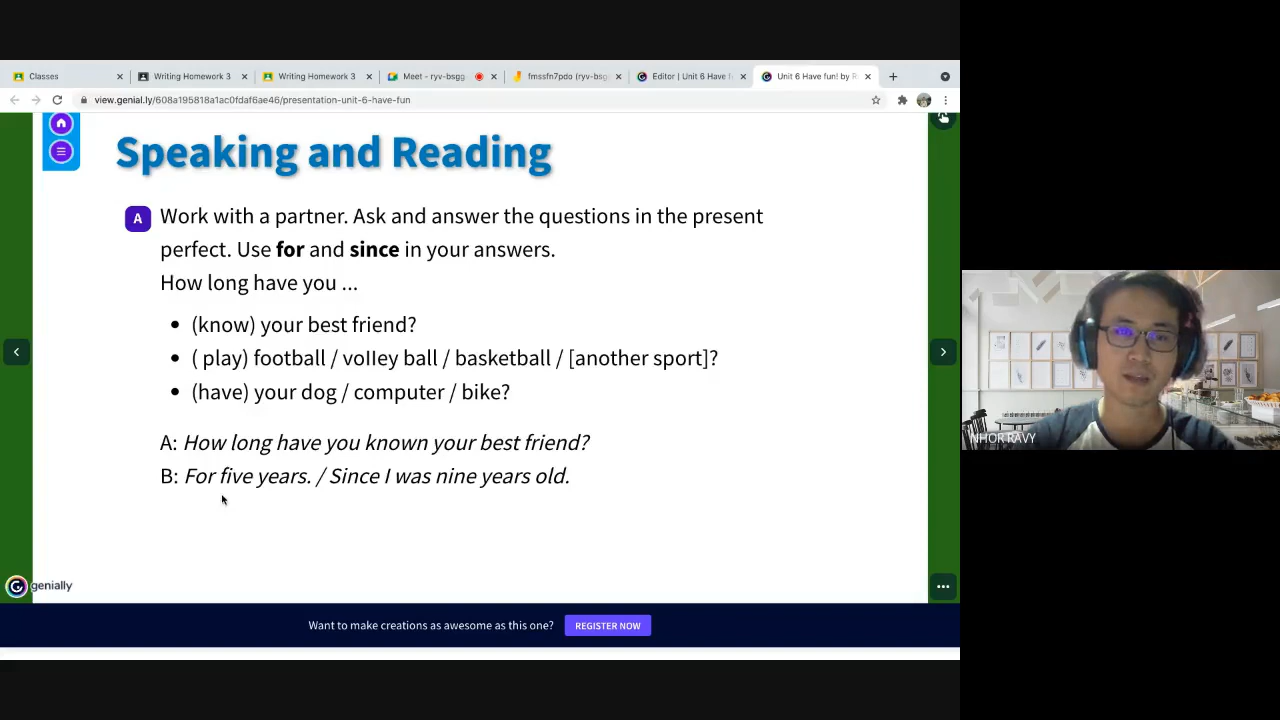 Classes
Writing Homework 3
Writing Homework 3
Meet - ryv-bsgg
fmssfn7pdo (ryv-bsg
Editor | Unit 6 Have f
Unit 6 Have fun! by R
view.genial.ly/608a195818a1ac0fdaf6ae46/presentation-unit-6-have-fun
Speaking and Reading
A Work with a partner. Ask and answer the questions in the present
perfect. Use for and since in your answers.
How long have you ...
• (know) your best friend?
• ( play) football / volley ball / basketball / [another sport]?
• (have) your dog / computer / bike?
A: How long have you known your best friend?
B: For five years. / Since I was nine years old.
NHOR RAVY
genially
Want to make creations as awesome as this one? REGISTER NOW